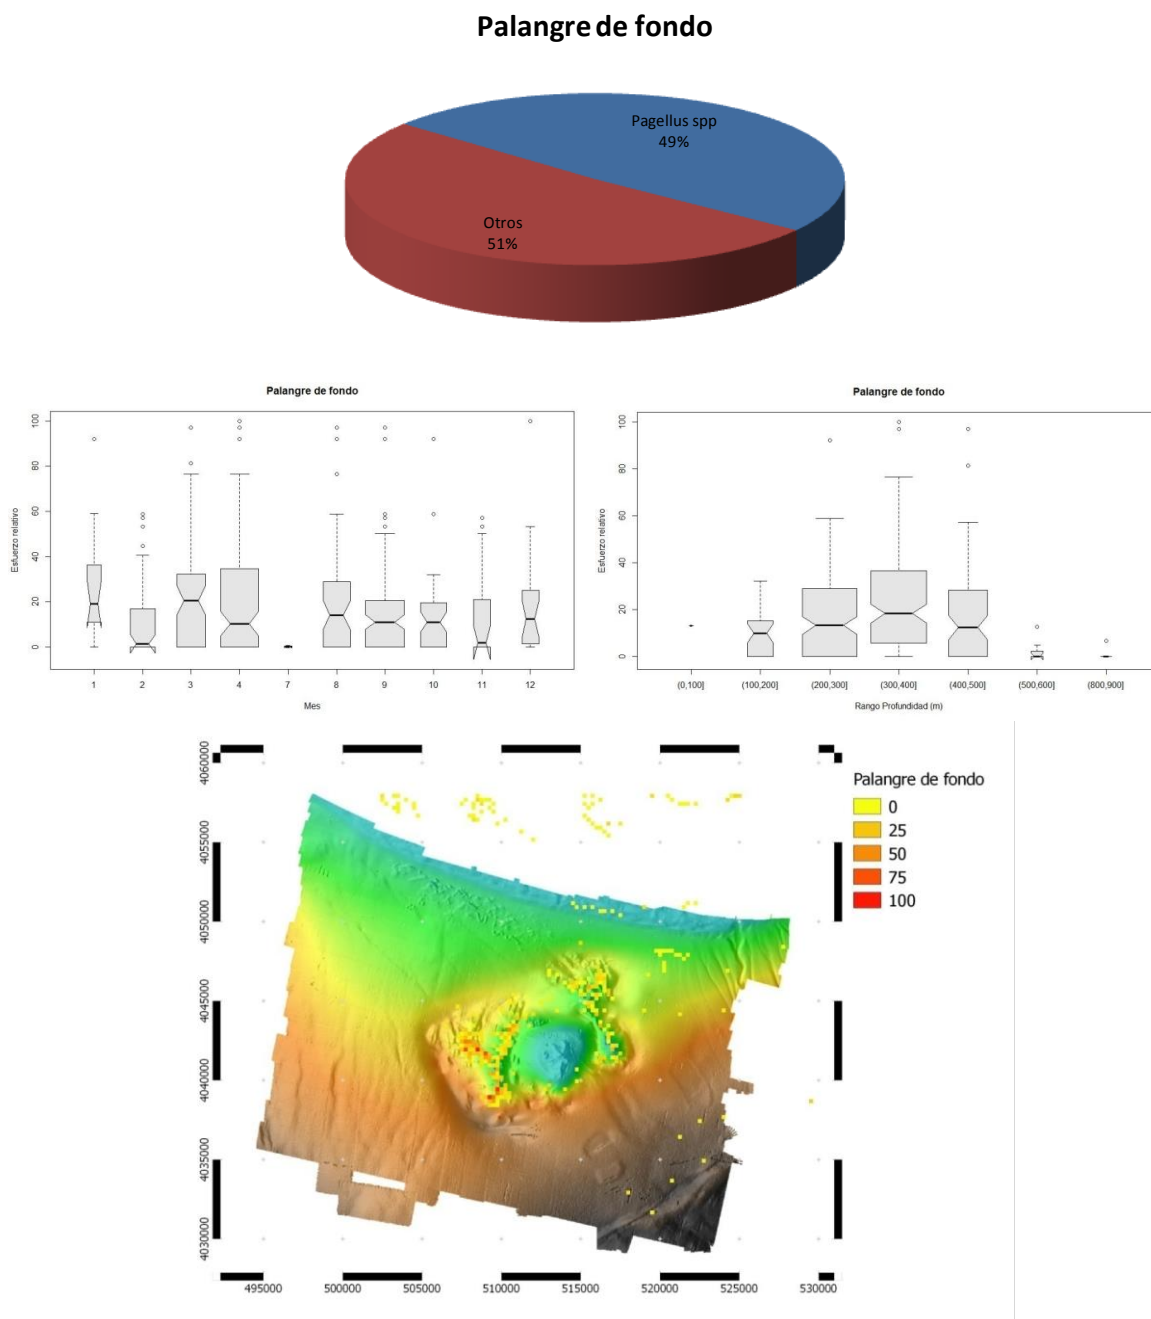 Palangre de fondo
Pagellus spp
49%
Otros
51%
Palangre de fondo
Esfuerzo relativo
100
80
60
40
20
0
1 2 3 4 7 8 9 10 11 12
Mes
Palangre de fondo
Esfuerzo relativo
100
80
60
40
20
0
(0,100] (100,200] (200,300] (300,400] (400,500] (500,600] (800,900]
Rango Profundidad (m)
4060000
4055000
4050000
4045000
4040000
4035000
4030000
495000 500000 505000 510000 515000 520000 525000 530000
Palangre de fondo
0
25
50
75
100